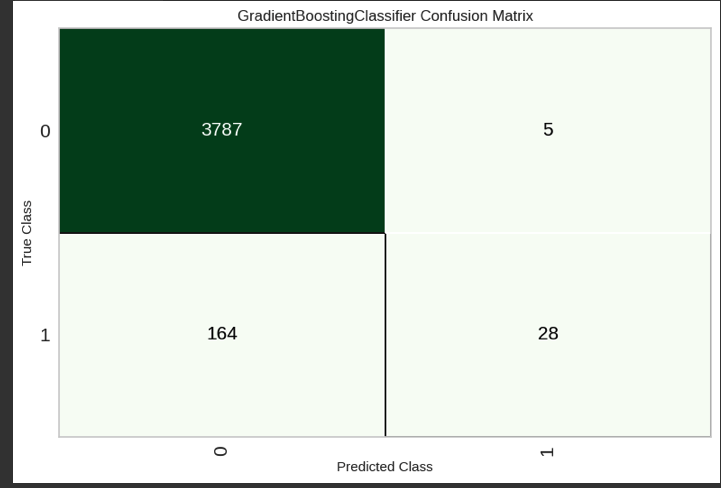 GradientBoostingClassifier Confusion Matrix
0
3787
5
True Class
1
164
28
0
1
Predicted Class